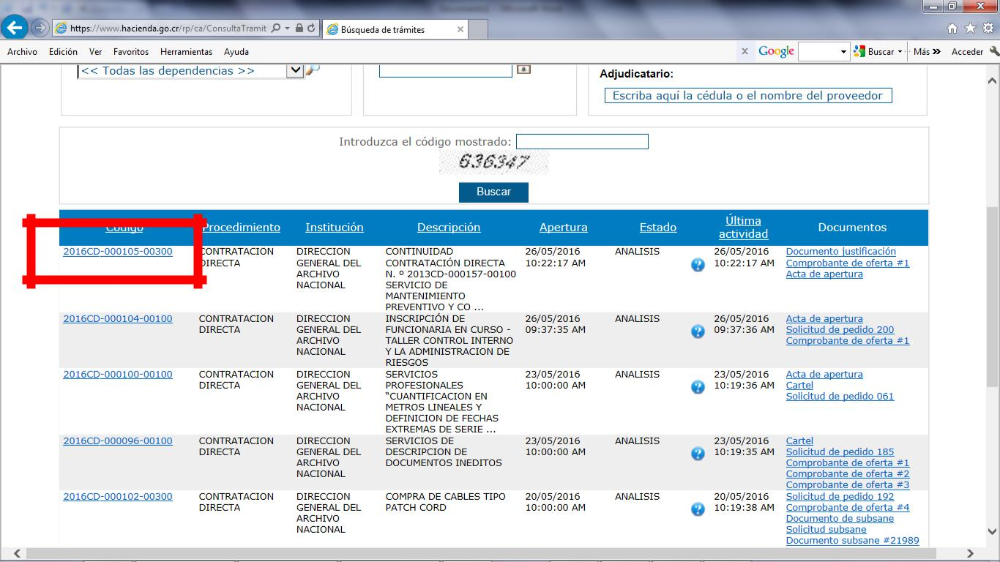 https://www.hacienda.go.cr/rp/ca/ConsultaTramit
Búsqueda de trámites
Archivo Edición Ver Favoritos Herramientas Ayuda
x Google Buscar Más Acceder
<< Todas las dependencias >>
Adjudicatario:
Escriba aquí la cédula o el nombre del proveedor
Introduzca el código mostrado:
636347
Buscar
Código Procedimiento Institución Descripción Apertura Estado Última actividad Documentos
2016CD-000105-00300 CONTRATACION DIRECCION CONTINUIDAD 26/05/2016 ANALISIS 26/05/2016 Documento justificación
DIRECTA GENERAL DEL CONTRATACIÓN DIRECTA 10:22:17 AM 10:22:17 AM Comprobante de oferta #1
ARCHIVO N. º 2013CD-000157-00100 Acta de apertura
NACIONAL SERVICIO DE
MANTENIMIENTO
PREVENTIVO Y CO ...
2016CD-000104-00100 CONTRATACION DIRECCION INSCRIPCIÓN DE 26/05/2016 ANALISIS 26/05/2016 Acta de apertura
DIRECTA GENERAL DEL FUNCIONARIA EN CURSO - 09:37:35 AM 09:37:36 AM Solicitud de pedido 200
ARCHIVO TALLER CONTROL INTERNO Comprobante de oferta #1
NACIONAL Y LA ADMINISTRACION DE
RIESGOS
2016CD-000100-00100 CONTRATACION DIRECCION SERVICIOS 23/05/2016 ANALISIS 23/05/2016 Acta de apertura
DIRECTA GENERAL DEL PROFESIONALES 10:00:00 AM 10:19:36 AM Cartel
ARCHIVO “CUANTIFICACION EN Solicitud de pedido 061
NACIONAL METROS LINEALES Y
DEFINICION DE FECHAS
EXTREMAS DE SERIE ...
2016CD-000096-00100 CONTRATACION DIRECCION SERVICIOS DE 23/05/2016 ANALISIS 23/05/2016 Cartel
DIRECTA GENERAL DEL DESCRIPCION DE 10:00:00 AM 10:19:35 AM Solicitud de pedido 185
ARCHIVO DOCUMENTOS INEDITOS Comprobante de oferta #1
NACIONAL Comprobante de oferta #2
Comprobante de oferta #3
2016CD-000102-00300 CONTRATACION DIRECCION COMPRA DE CABLES TIPO 20/05/2016 ANALISIS 20/05/2016 Solicitud de pedido 192
DIRECTA GENERAL DEL PATCH CORD 10:00:00 AM 10:19:38 AM Comprobante de oferta #4
ARCHIVO Documento de subsane
NACIONAL Solicitud subsane
Documento subsane #21989